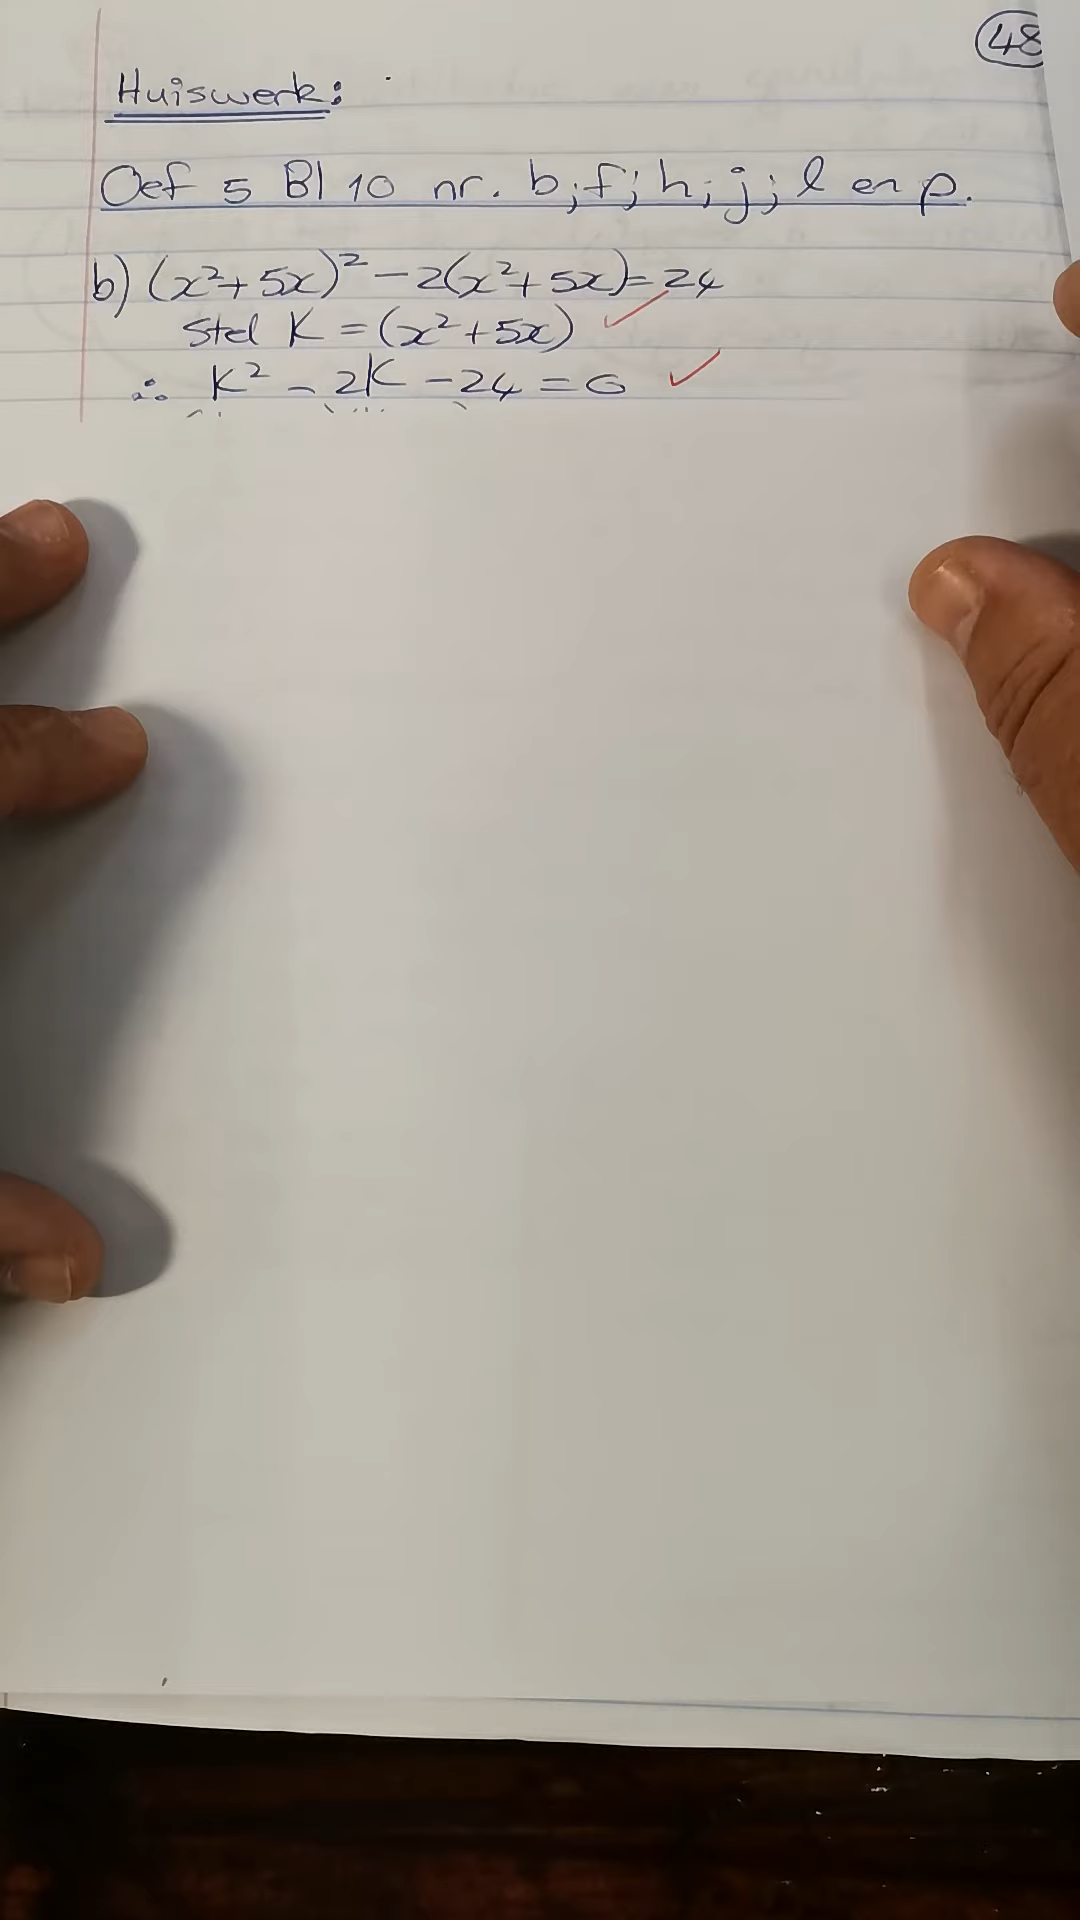 48
Huiswerk:
Oef 5 Bl 10 nr. b; f; h; j; l en p.
b) (x²+5x)² − 2(x²+5x) = 24
Stel K = (x²+5x) ✓
∴ K² − 2K − 24 = 0 ✓